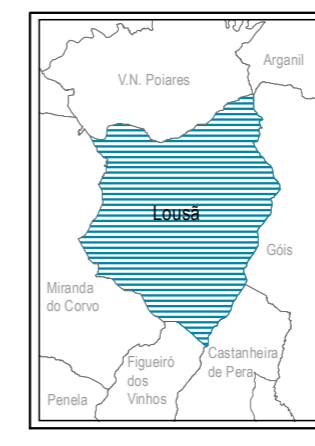 Arganil
V.N. Poiares
Lousã
Góis
Miranda
do Corvo
Castanheira
de Pera
Figueiró
dos
Vinhos
Penela